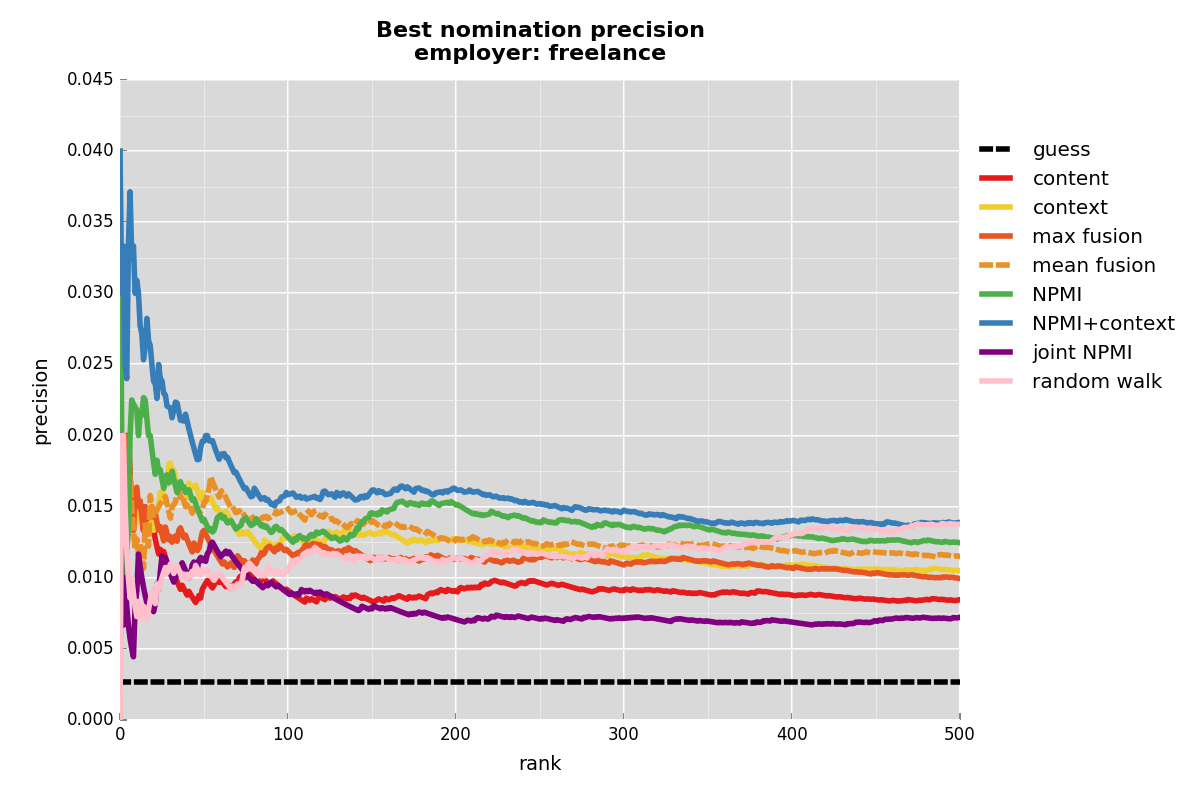 Best nomination precision
employer: freelance
0.045
0.040
0.035
0.030
0.025
0.020
0.015
0.010
0.005
0.000
precision
0 100 200 300 400 500
rank
guess
content
context
max fusion
mean fusion
NPMI
NPMI+context
joint NPMI
random walk